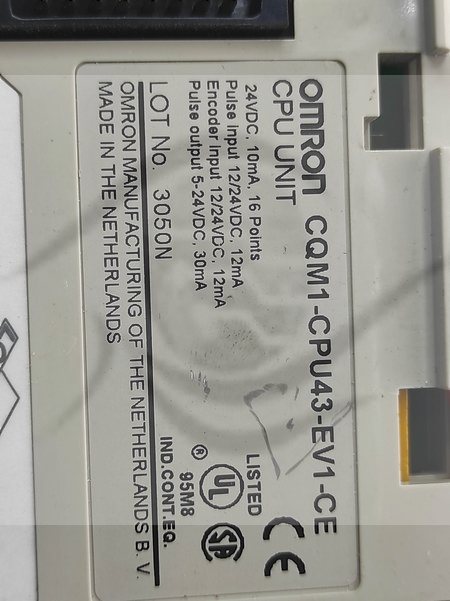 OMRON CQM1-CPU43-EV1-CE
CPU UNIT
24VDC, 10mA, 16 Points
Pulse input 12/24VDC, 12mA
Encoder input 12/24VDC, 12mA
Pulse output 5-24VDC, 30mA
LISTED
UL
®
SA
CE
95M8
IND.CONT.EQ.
LOT No. 3050N
OMRON MANUFACTURING OF THE NETHERLANDS B.V.
MADE IN THE NETHERLANDS